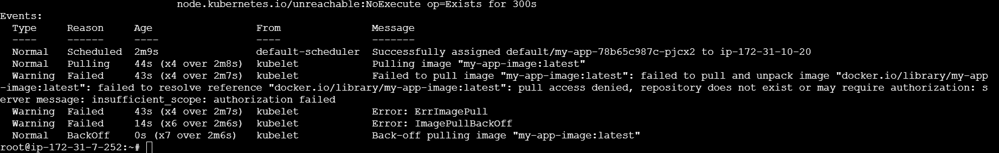 node.kubernetes.io/unreachable:NoExecute op=Exists for 300s
Events:
Type Reason Age From Message
---- ------ ---- ---- -------
Normal Scheduled 2m9s default-scheduler Successfully assigned default/my-app-78b65c987c-pjcx2 to ip-172-31-10-20
Normal Pulling 44s (x4 over 2m8s) kubelet Pulling image "my-app-image:latest"
Warning Failed 43s (x4 over 2m7s) kubelet Failed to pull image "my-app-image:latest": failed to pull and unpack image "docker.io/library/my-app
-image:latest": failed to resolve reference "docker.io/library/my-app-image:latest": pull access denied, repository does not exist or may require authorization: s
erver message: insufficient_scope: authorization failed
Warning Failed 43s (x4 over 2m7s) kubelet Error: ErrImagePull
Warning Failed 14s (x6 over 2m6s) kubelet Error: ImagePullBackOff
Normal BackOff 0s (x7 over 2m6s) kubelet Back-off pulling image "my-app-image:latest"
root@ip-172-31-7-252:~#